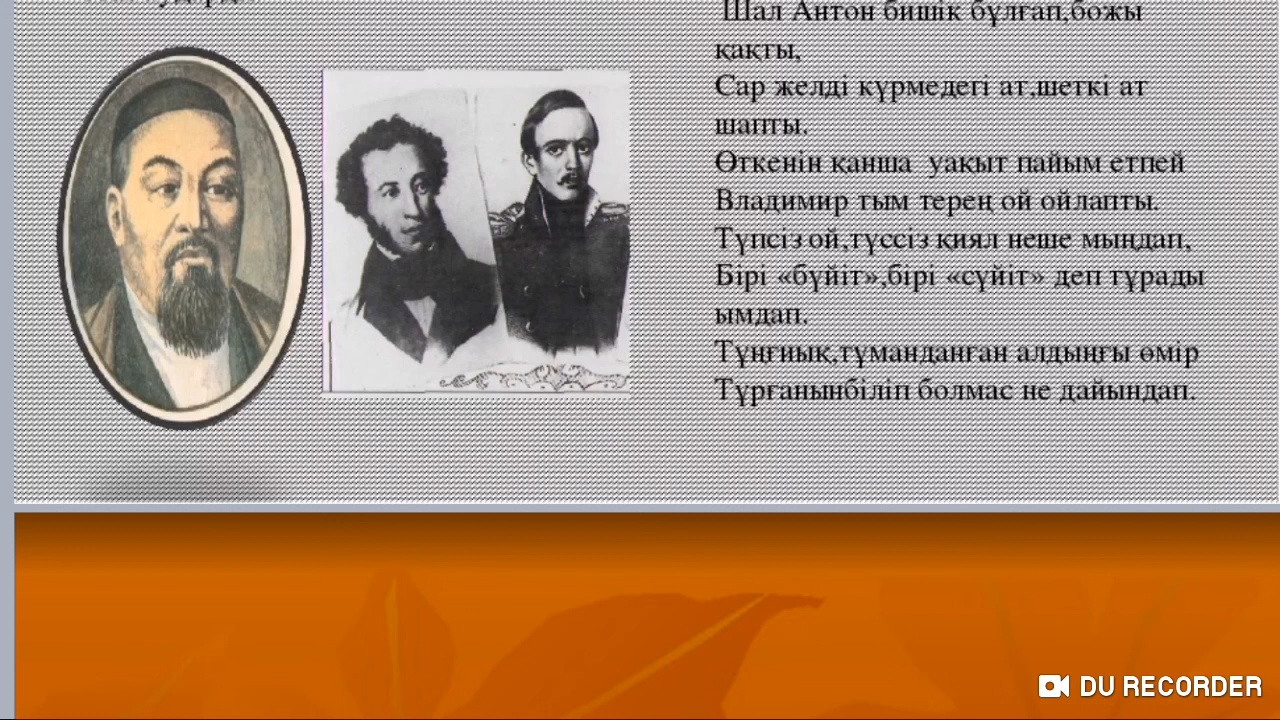 Шал Антон бишік бұлғап,божы
қақты,
Сар желді күрмедегі ат,шеткі ат
шапты.
Өткенін қанша уақыт пайым етпей
Владимир тым терең ой ойлапты.
Түпсіз ой,түссіз қиял неше мыңдап,
Бірі «бүйіт»,бірі «сүйіт» деп тұрады
ымдап.
Тұңғиық,тұманданған алдыңғы өмір
Тұрғанынбіліп болмас не дайындап.
DU RECORDER